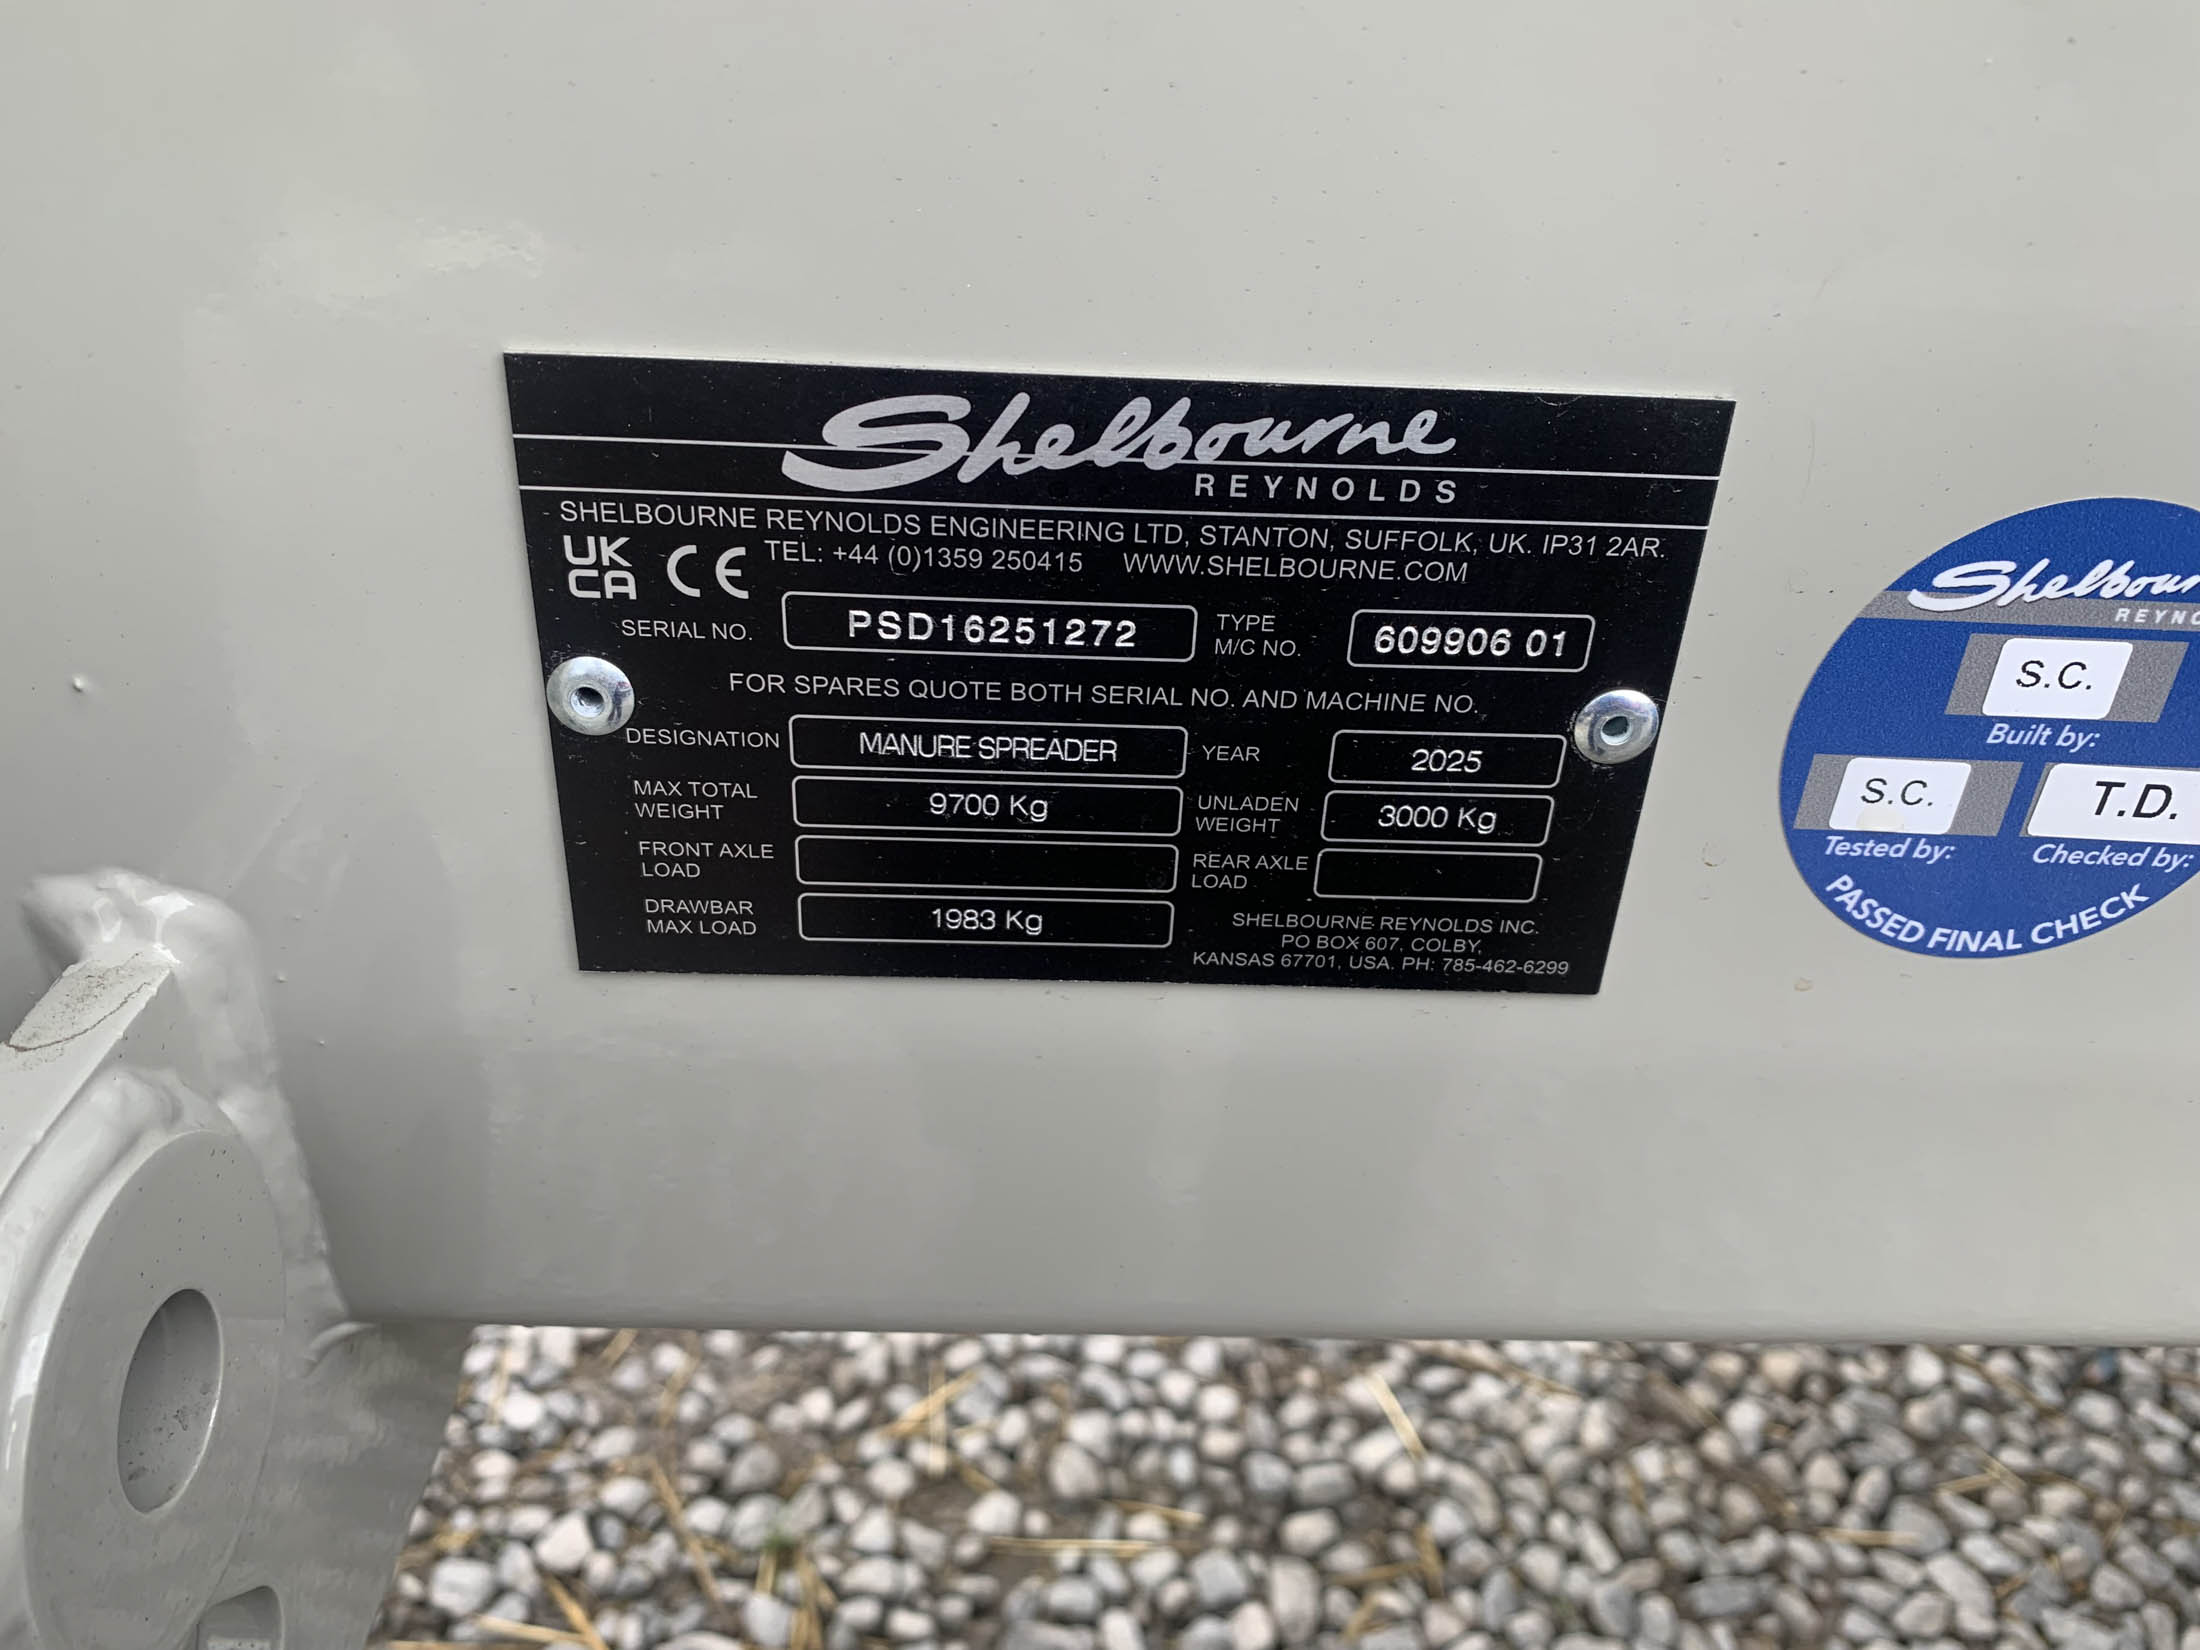 Shelbourne
REYNOLDS
SHELBOURNE REYNOLDS ENGINEERING LTD, STANTON, SUFFOLK, UK. IP31 2AR.
UK
CA
CE
TEL: +44 (0)1359 250415 WWW.SHELBOURNE.COM
SERIAL NO. PSD16251272 TYPE M/C NO. 609906 01
FOR SPARES QUOTE BOTH SERIAL NO. AND MACHINE NO.
DESIGNATION MANURE SPREADER YEAR 2025
MAX TOTAL WEIGHT 9700 Kg UNLADEN WEIGHT 3000 Kg
FRONT AXLE LOAD REAR AXLE LOAD
DRAWBAR MAX LOAD 1983 Kg
SHELBOURNE REYNOLDS INC.
PO BOX 607, COLBY,
KANSAS 67701, USA. PH: 785-462-6299
S.C.
Built by:
S.C. T.D.
Tested by: Checked by:
PASSED FINAL CHECK